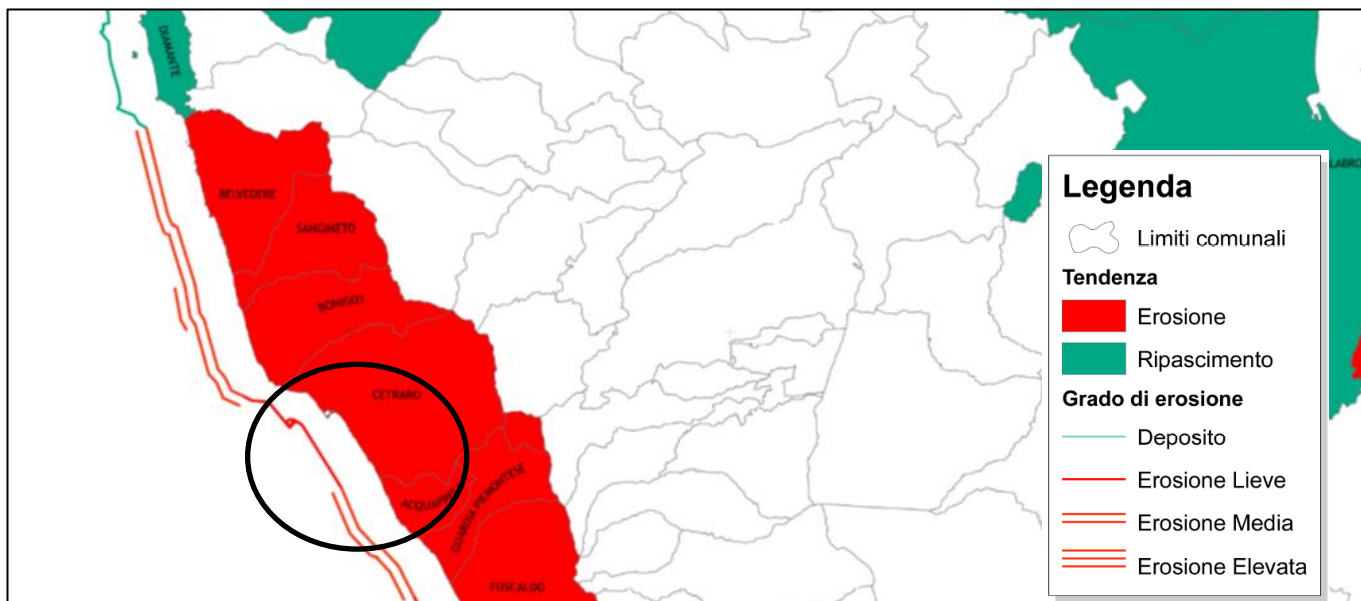 DIAMANTE
BELVEDERE
SANGINETO
BONIFATI
CETRARO
GUARDIA PIEMONTESE
FUSCALDO
LABRO
Legenda
Limiti comunali
Tendenza
Erosione
Ripascimento
Grado di erosione
Deposito
Erosione Lieve
Erosione Media
Erosione Elevata